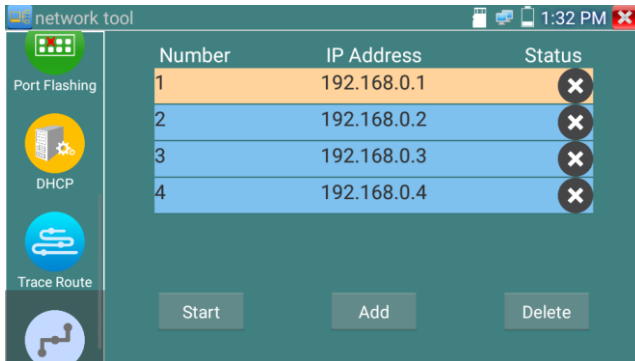 network tool
1:32 PM
Port Flashing
DHCP
Trace Route
Number IP Address Status
1 192.168.0.1
2 192.168.0.2
3 192.168.0.3
4 192.168.0.4
Start Add Delete